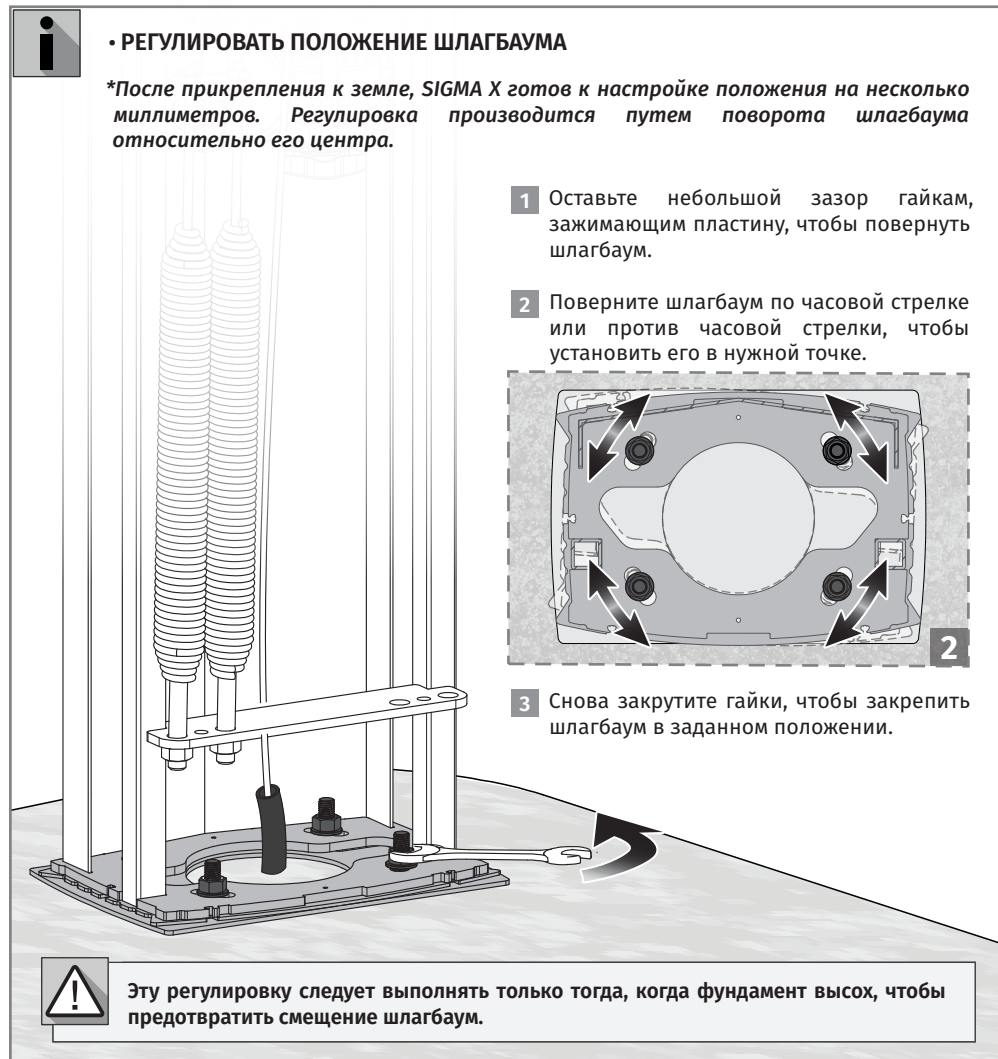 • РЕГУЛИРОВАТЬ ПОЛОЖЕНИЕ ШЛАГБАУМА
*После прикрепления к земле, SIGMA X готов к настройке положения на несколько
миллиметров. Регулировка производится путем поворота шлагбаума
относительно его центра.
1 Оставьте небольшой зазор гайкам,
зажимающим пластину, чтобы повернуть
шлагбаум.
2 Поверните шлагбаум по часовой стрелке
или против часовой стрелки, чтобы
установить его в нужной точке.
2
3 Снова закрутите гайки, чтобы закрепить
шлагбаум в заданном положении.
Эту регулировку следует выполнять только тогда, когда фундамент высох, чтобы
предотвратить смещение шлагбаум.